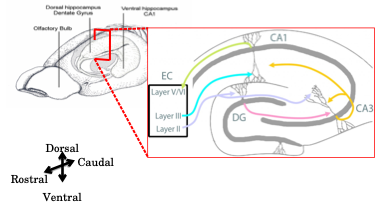 Dorsal hippocampus
Dentate Gyrus
Ventral hippocampus
CA1
Olfactory Bulb
EC
Layer V/VI
Layer III
Layer II
CA1
DG
CA3
Dorsal
Caudal
Rostral
Ventral